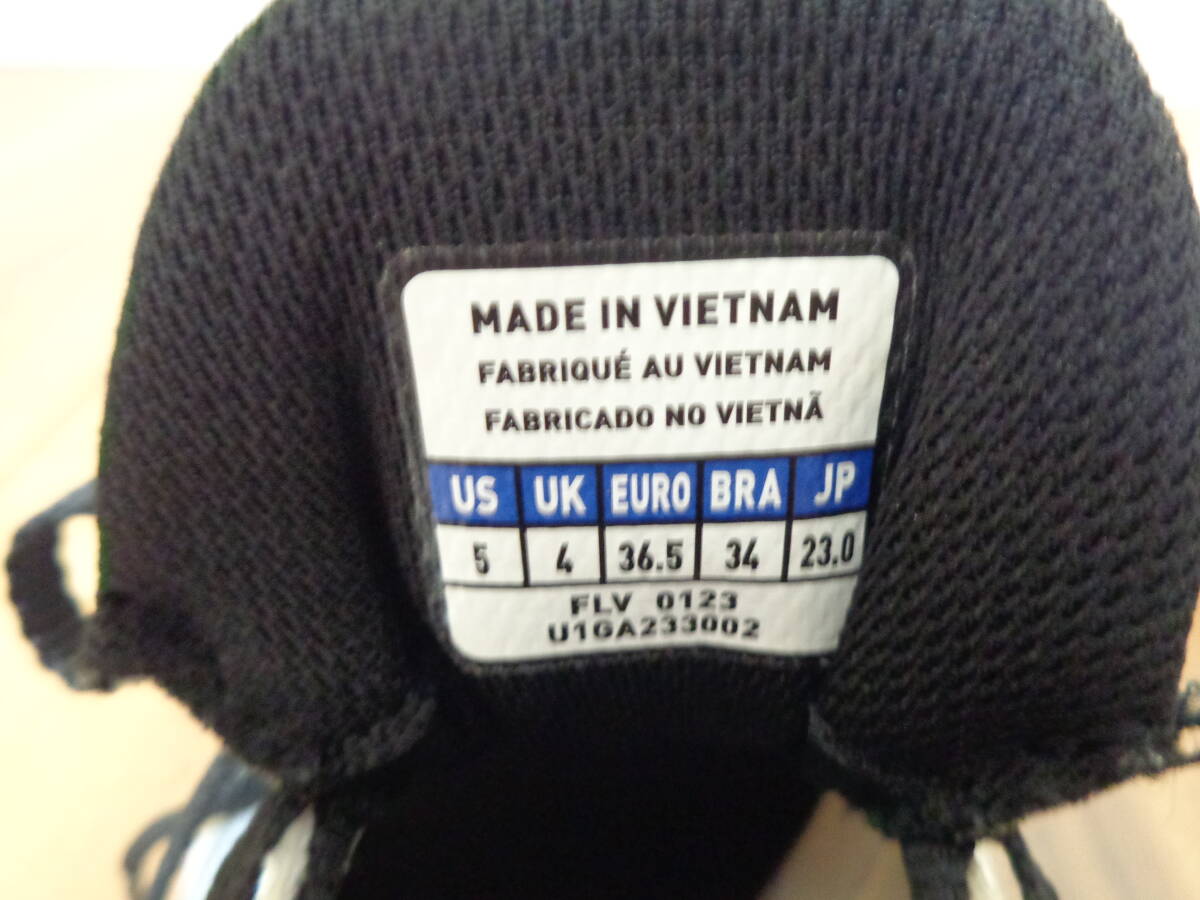 MADE IN VIETNAM
FABRIQUÉ AU VIETNAM
FABRICADO NO VIETNÃ
US UK EURO BRA JP
5 4 36.5 34 23.0
FLV 0123
U1GA233002